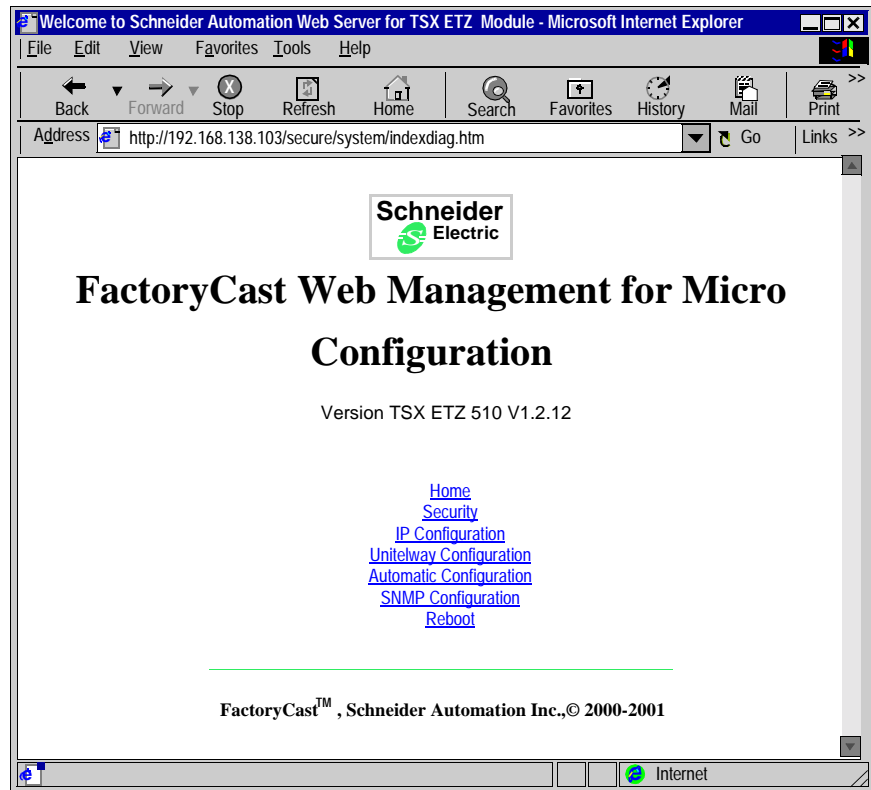 Welcome to Schneider Automation Web Server for TSX ETZ Module - Microsoft Internet Explorer
File Edit View Favorites Tools Help
Back Forward Stop Refresh Home Search Favorites History Mail Print >>
Address http://192.168.138.103/secure/system/indexdiag.htm Go Links >>
Schneider
Electric
FactoryCast Web Management for Micro
Configuration
Version TSX ETZ 510 V1.2.12
Home
Security
IP Configuration
Unitelway Configuration
Automatic Configuration
SNMP Configuration
Reboot
FactoryCast™ , Schneider Automation Inc.,© 2000-2001
Internet